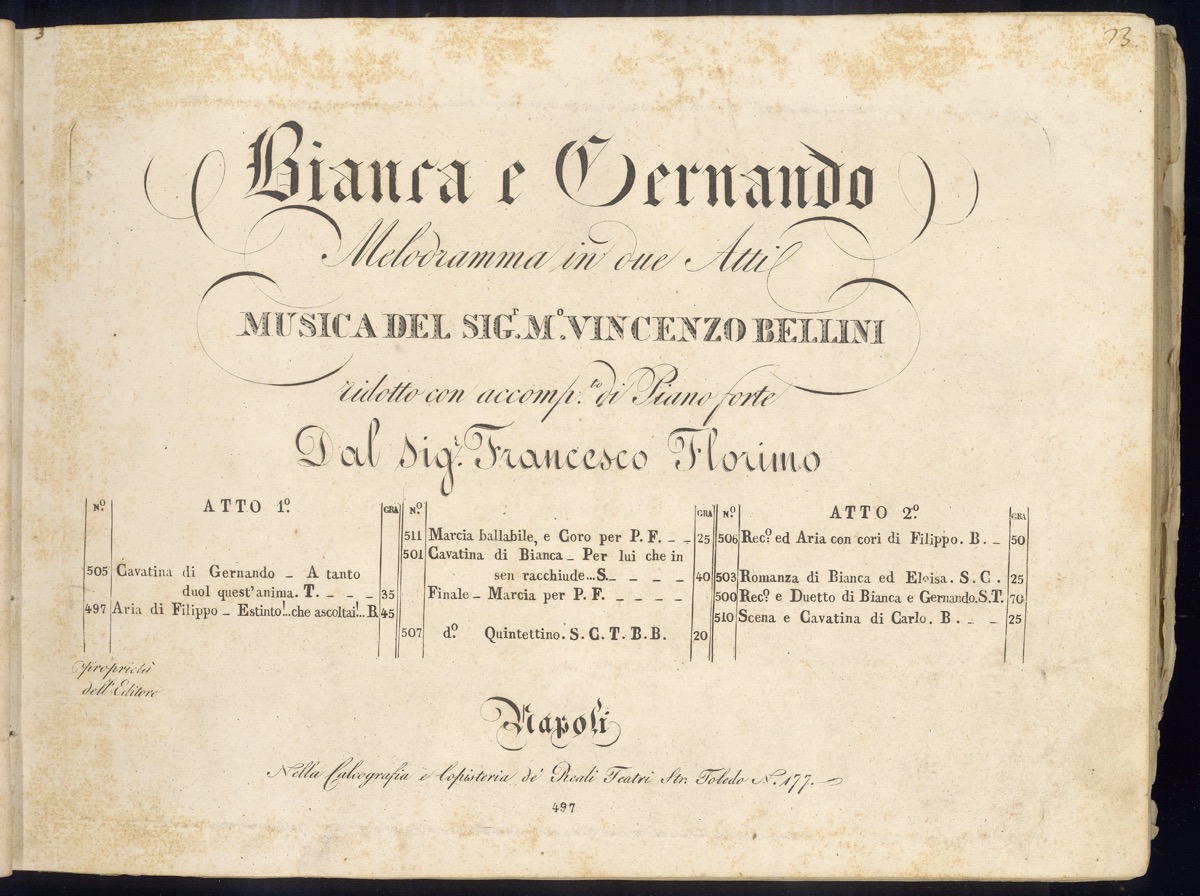 3
Bianca e Gernando
Melodramma in due Atti
MUSICA DEL SIG.r M.o VINCENZO BELLINI
ridotto con accomp.to di Piano forte
Dal Sig.r Francesco Florimo
N.o ATTO 1.o GRA
505 Cavatina di Gernando _ A tanto
duol quest'anima. T. _ _ _ 35
497 Aria di Filippo _ Estinto!..che ascoltai!.. B. 45
N.o GRA
511 Marcia ballabile, e Coro per P. F. _ _ 25
501 Cavatina di Bianca _ Per lui che in
sen racchiude...S._ _ _ _ _ 40
Finale _ Marcia per P. F. _ _ _ _ _
507 d.o Quintettino. S. C. T. B. B. 20
N.o ATTO 2.o GRA
506 Rec.o ed Aria con cori di Filippo. B. _ 50
503 Romanza di Bianca ed Eloisa. S. C. 25
500 Rec.o e Duetto di Bianca e Gernando. S. T. 70
510 Scena e Cavatina di Carlo. B. _ _ 25
Proprietà
dell'Editore
Napoli
Nella Calcografia e Copisteria de' Reali Teatri Str. Toledo N. 177.
497